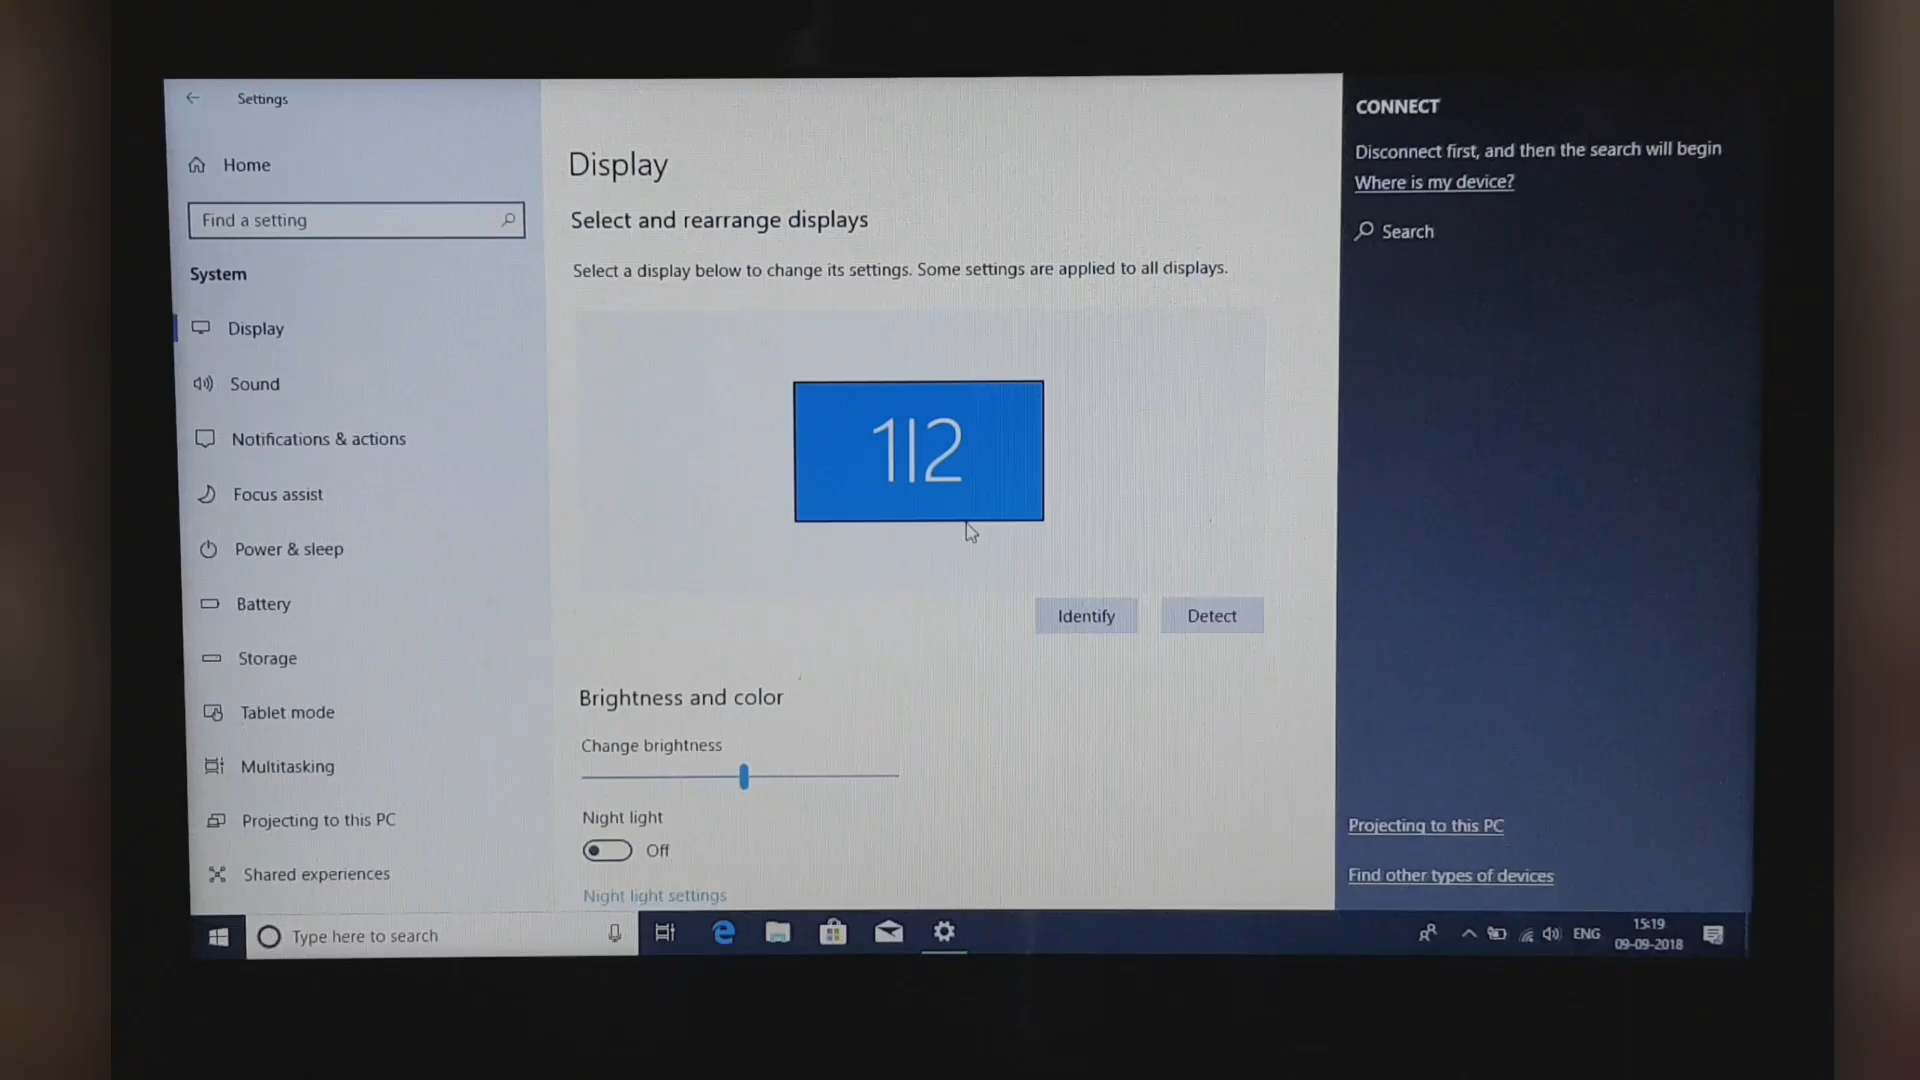 Settings
Home
Find a setting
System
Display
Sound
Notifications & actions
Focus assist
Power & sleep
Battery
Storage
Tablet mode
Multitasking
Projecting to this PC
Shared experiences
Display
Select and rearrange displays
Select a display below to change its settings. Some settings are applied to all displays.
1|2
Identify
Detect
Brightness and color
Change brightness
Night light
Off
Night light settings
CONNECT
Disconnect first, and then the search will begin
Where is my device?
Search
Projecting to this PC
Find other types of devices
Type here to search
ENG
15:19
09-09-2018